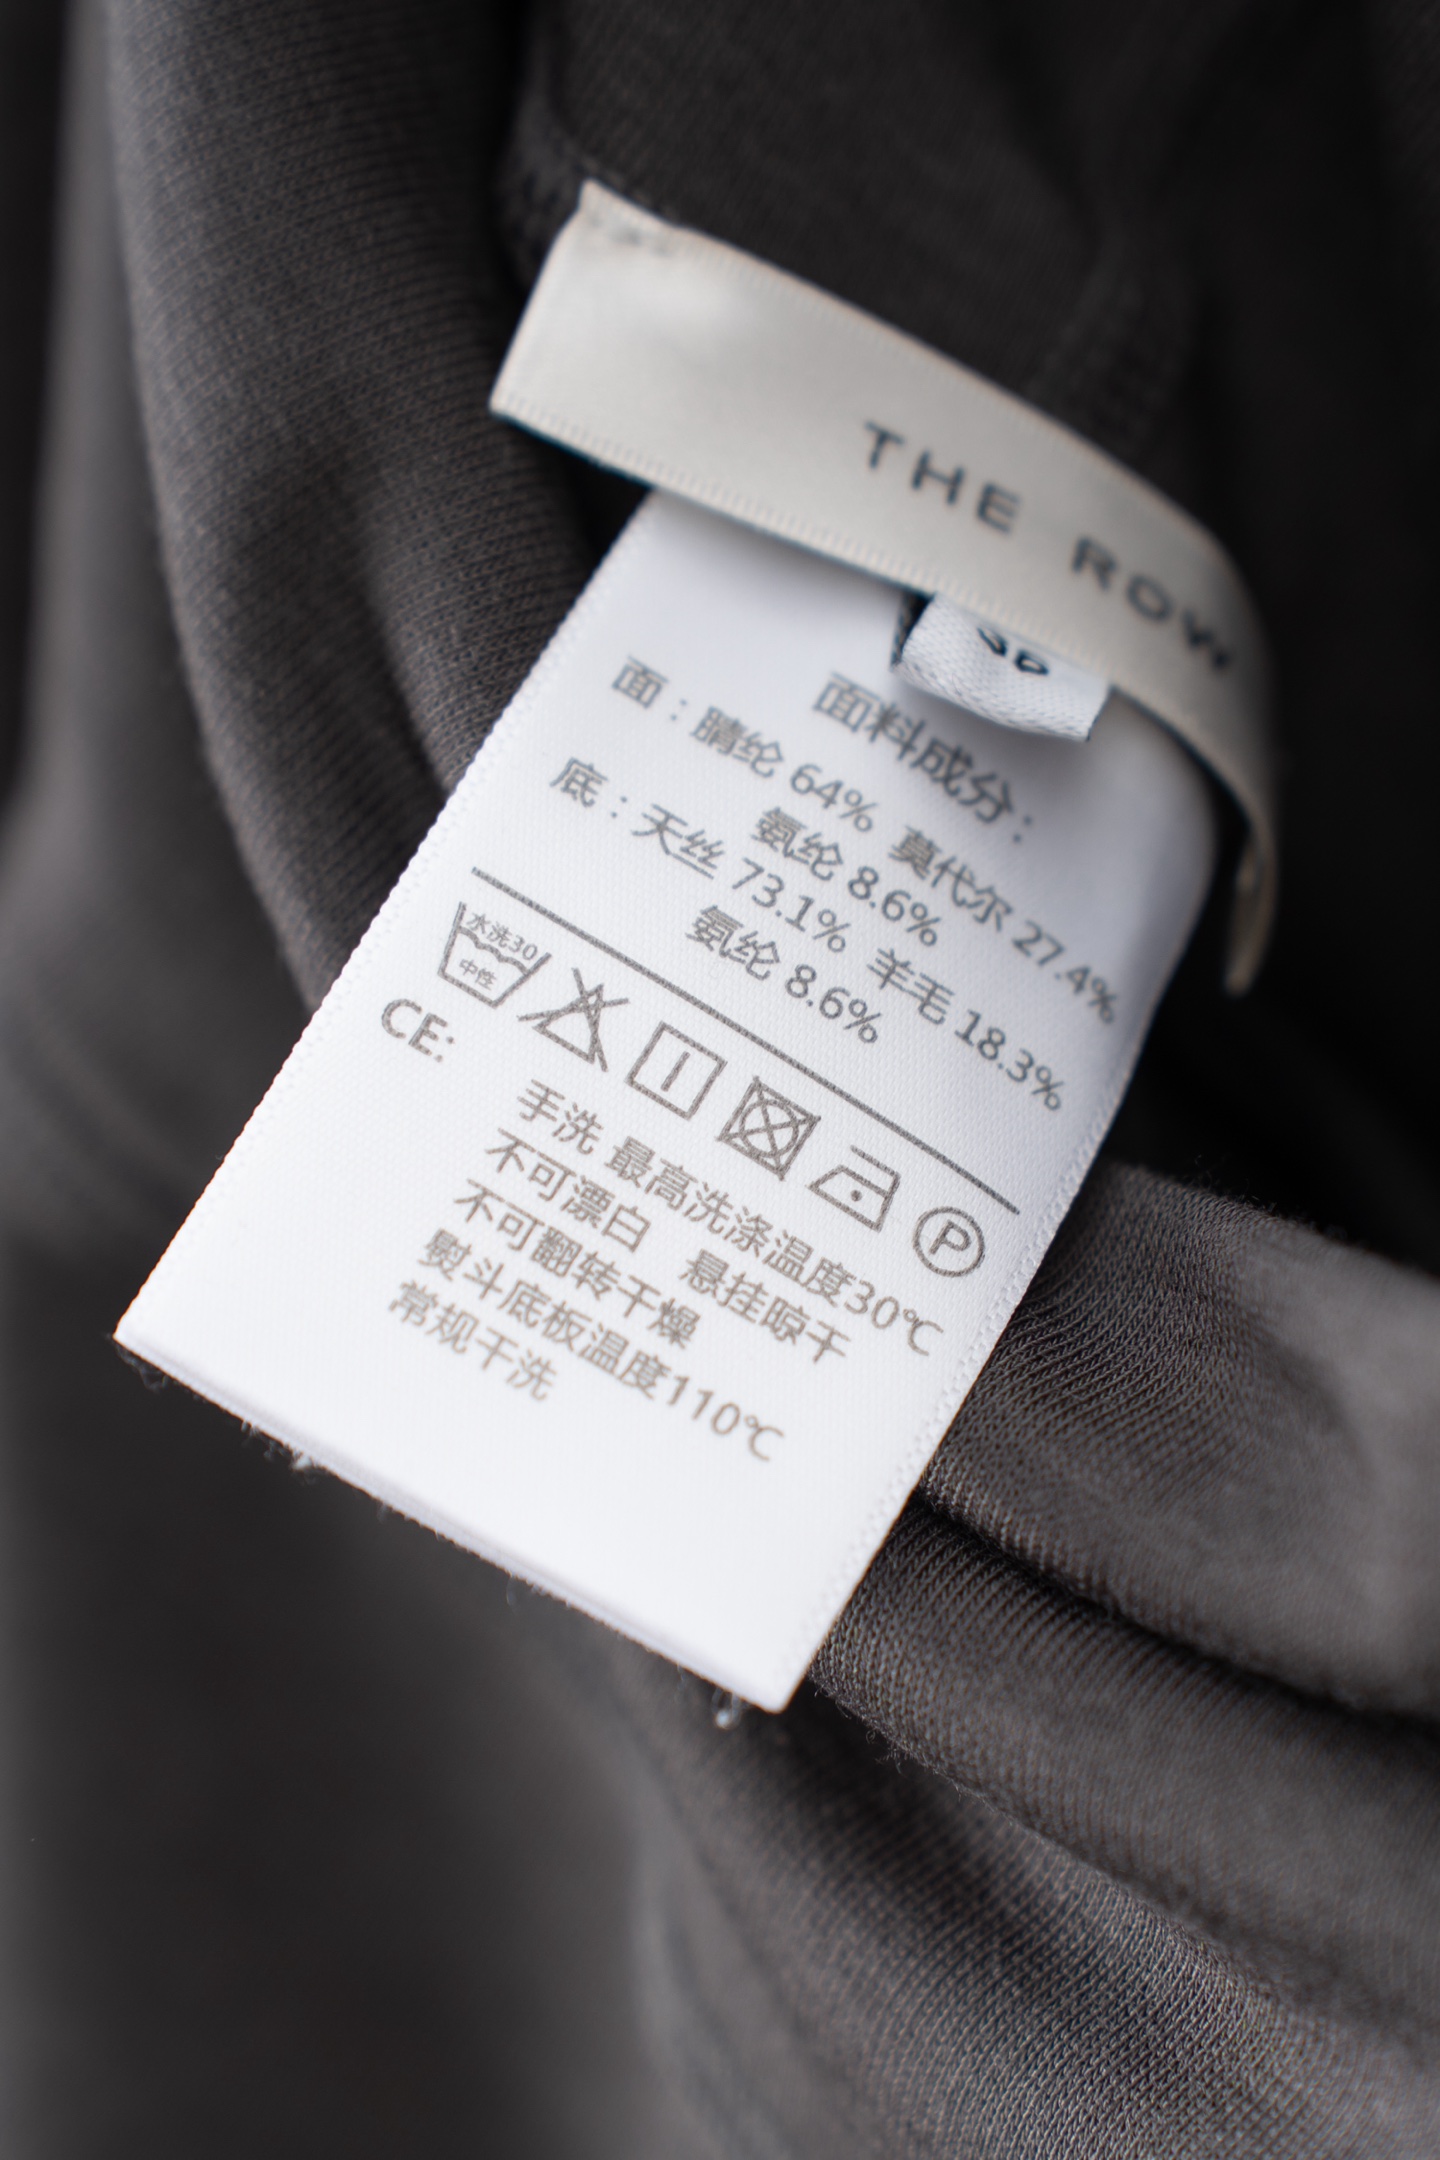 THE ROW
面料成分：
面：腈纶 64% 莫代尔 27.4%
氨纶 8.6%
底：天丝 73.1% 羊毛 18.3%
氨纶 8.6%
水洗30
中性
P
CE:
手洗 最高洗涤温度30℃
不可漂白 悬挂晾干
不可翻转干燥
熨斗底板温度110℃
常规干洗